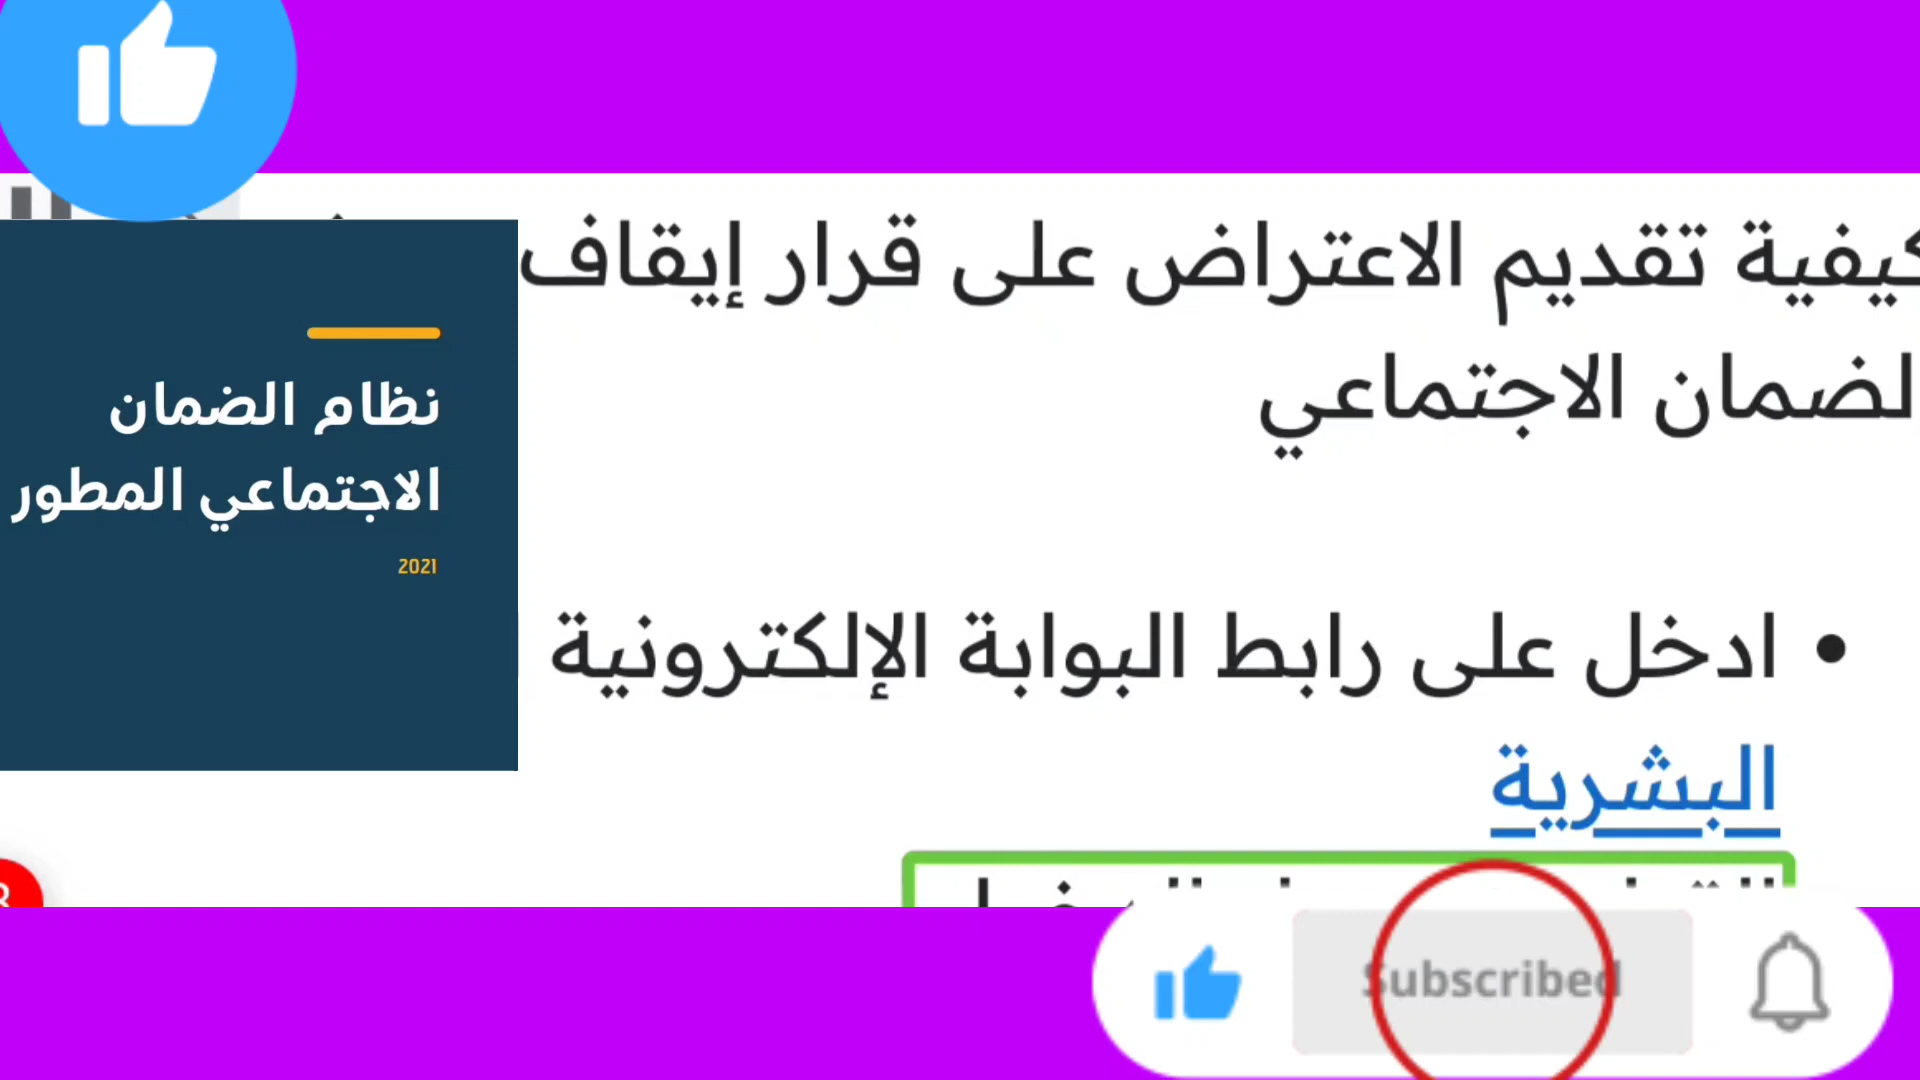 كيفية تقديم الاعتراض على قرار إيقاف
لضمان الاجتماعي
نظام الضمان
الاجتماعي المطور
2021
• ادخل على رابط البوابة الإلكترونية
البشرية
Subscribed